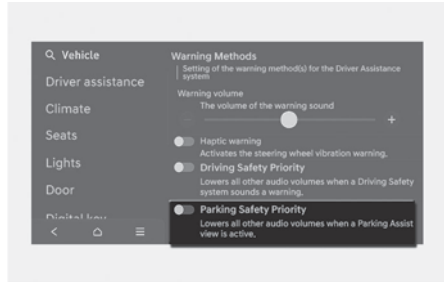 Vehicle
Driver assistance
Climate
Seats
Lights
Door
Digital key
Warning Methods
Setting of the warning method(s) for the Driver Assistance
system
Warning volume
The volume of the warning sound
Haptic warning
Activates the steering wheel vibration warning.
Driving Safety Priority
Lowers all other audio volumes when a Driving Safety
system sounds a warning.
Parking Safety Priority
Lowers all other audio volumes when a Parking Assist
view is active.